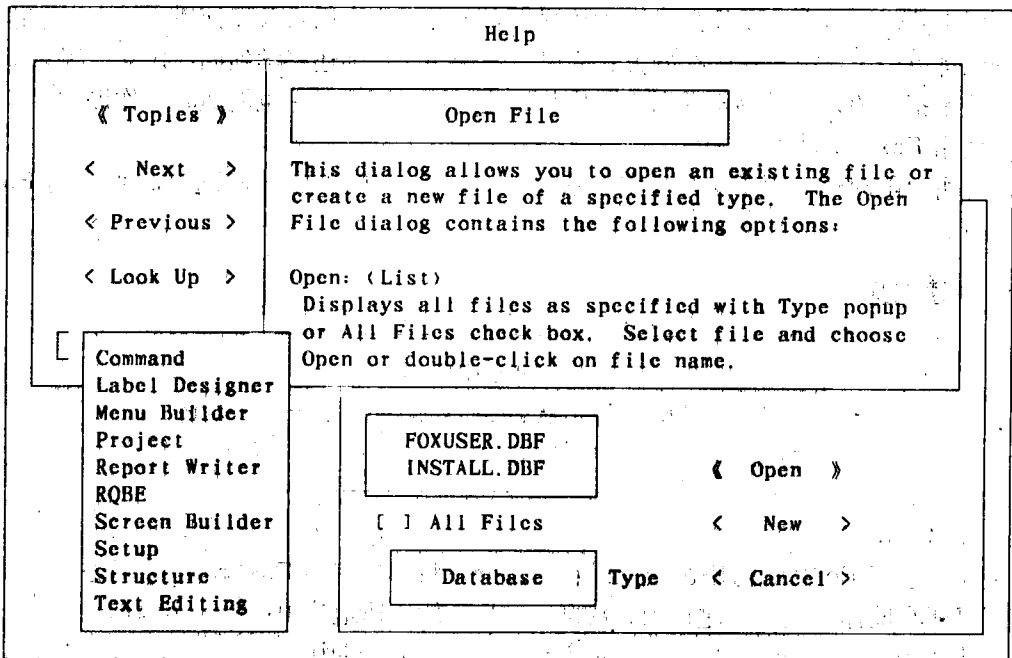 Help
« Topics »
< Next >
< Previous >
< Look Up >
Open File
This dialog allows you to open an existing file or
create a new file of a specified type. The Open
File dialog contains the following options:
Open: (List)
Displays all files as specified with Type popup
or All Files check box. Select file and choose
Open or double-click on file name.
Command
Label Designer
Menu Builder
Project
Report Writer
RQBE
Screen Builder
Setup
Structure
Text Editing
FOXUSER.DBF
INSTALL.DBF
[ ] All Files
Database
Type
« Open »
< New >
< Cancel >